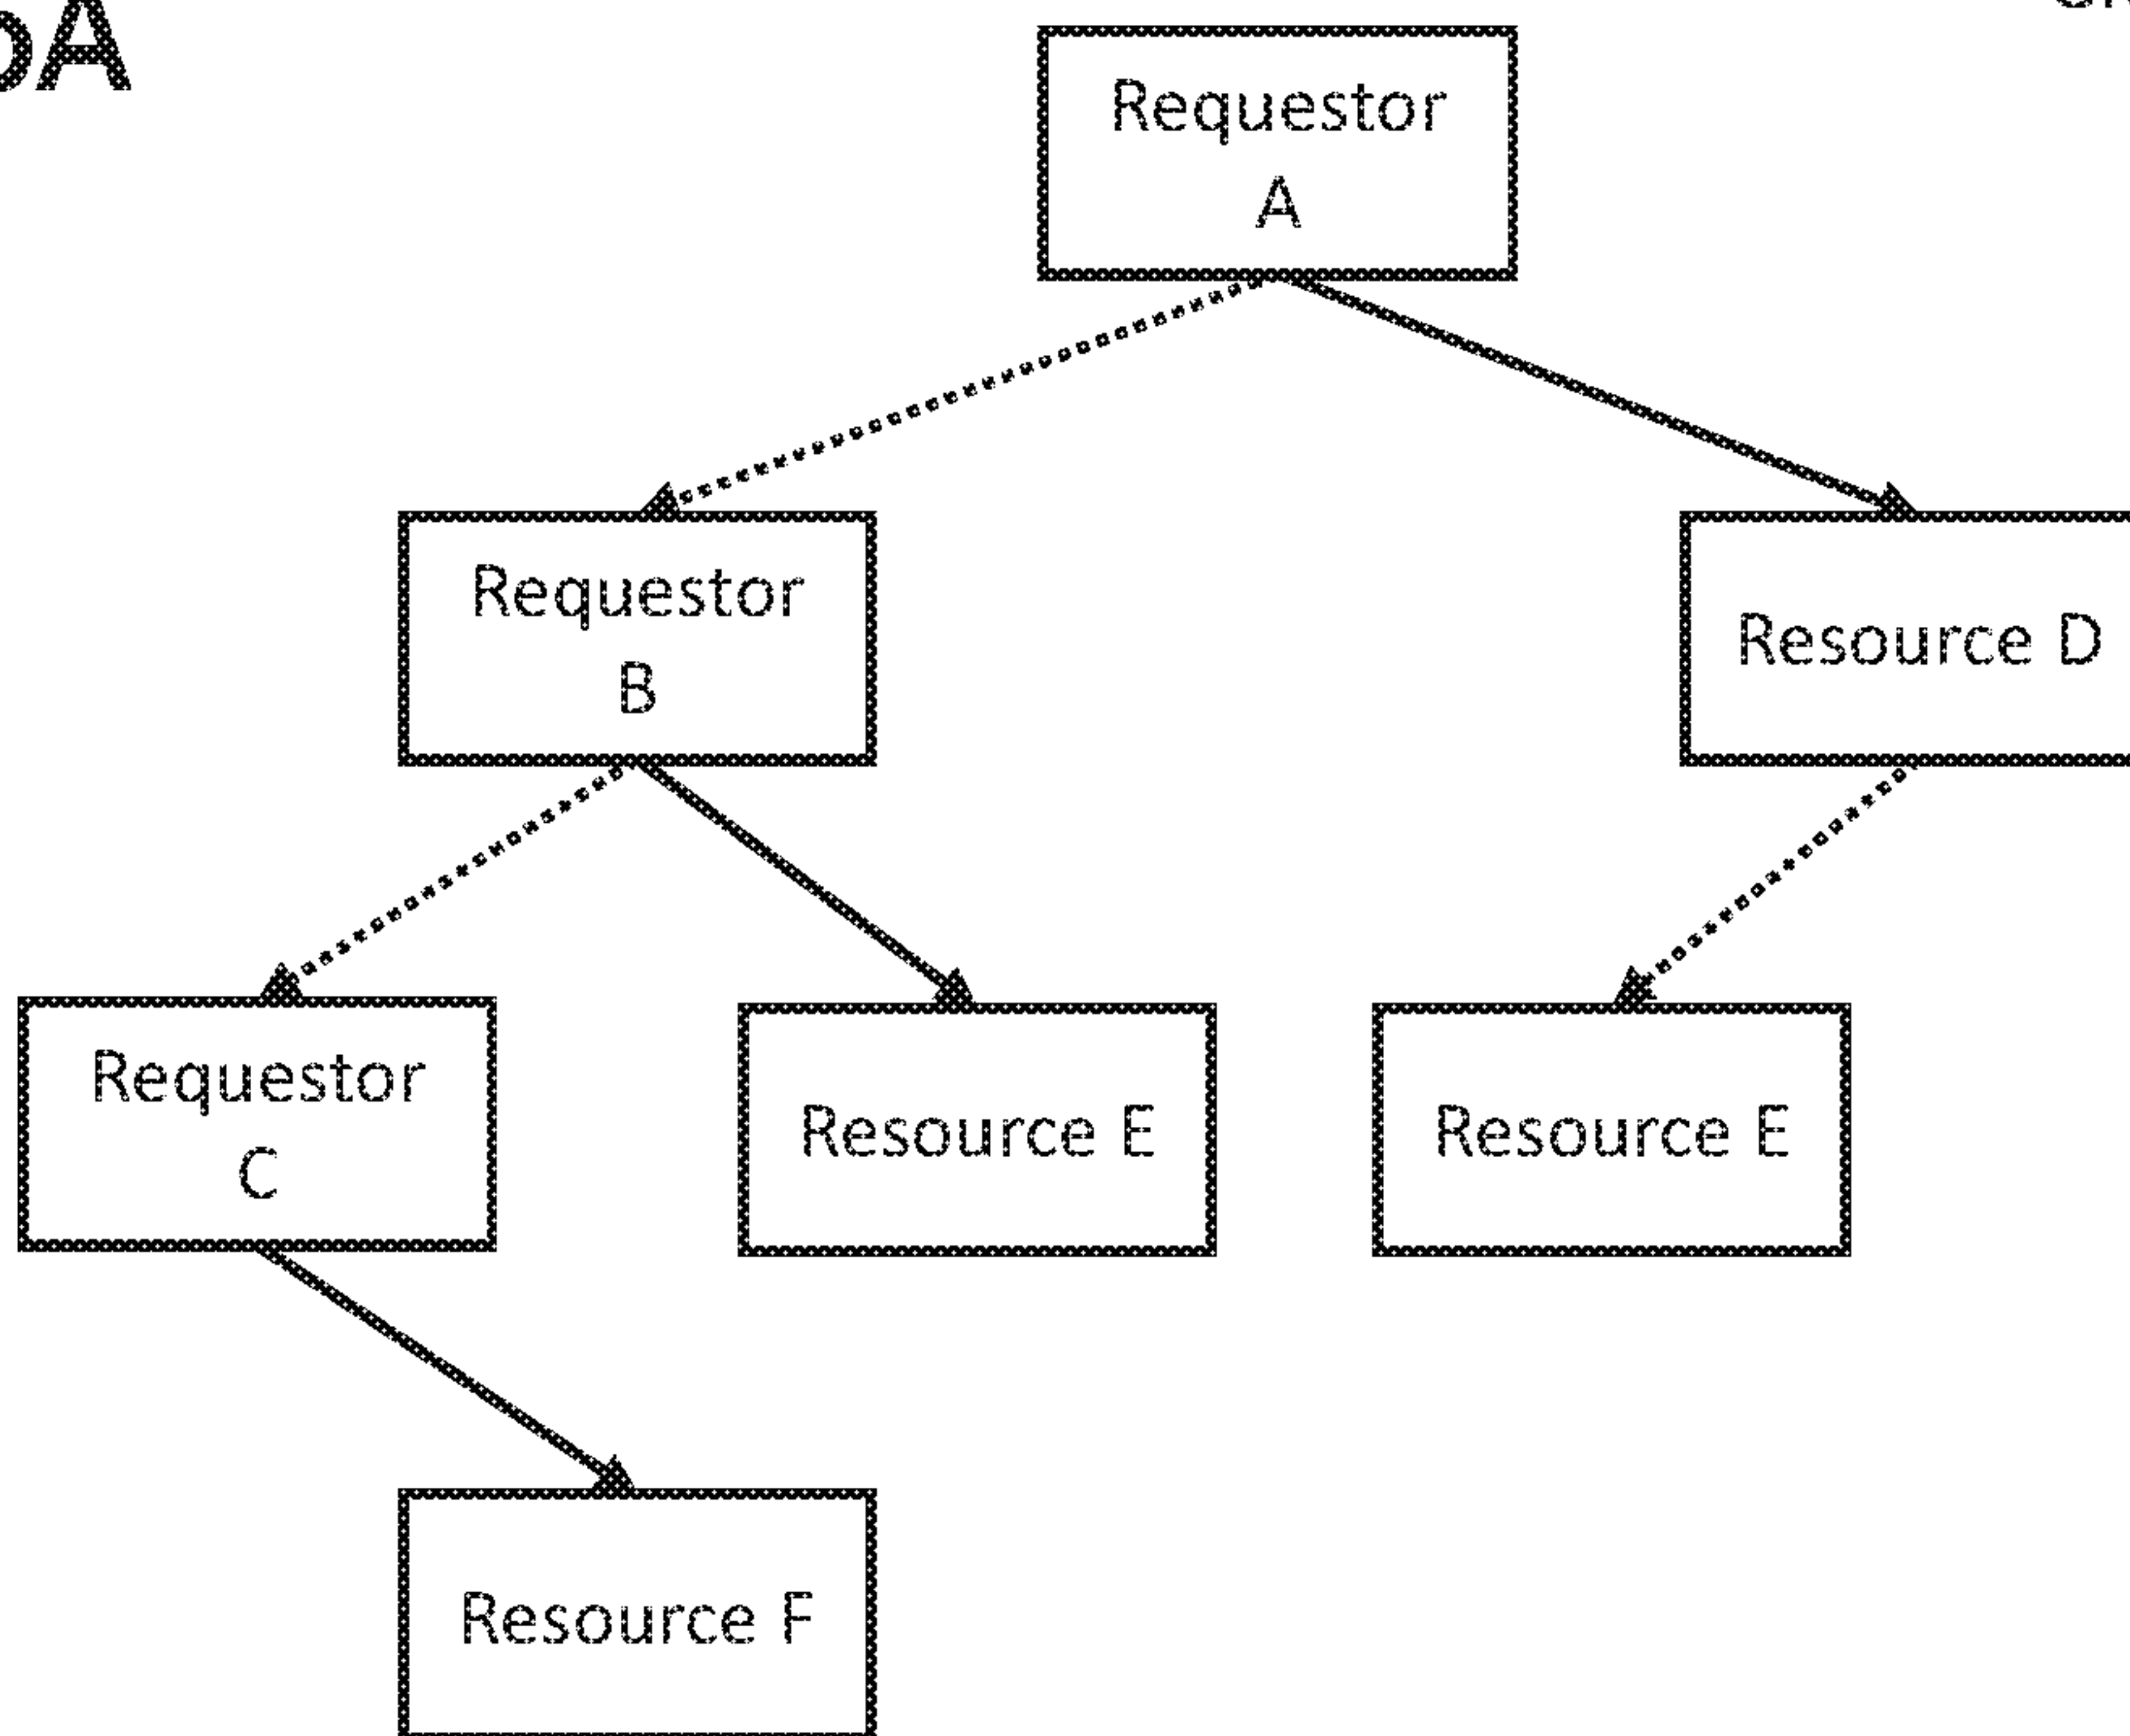 A
Requestor
A
Requestor
B
Resource D
Requestor
C
Resource E
Resource E
Resource F